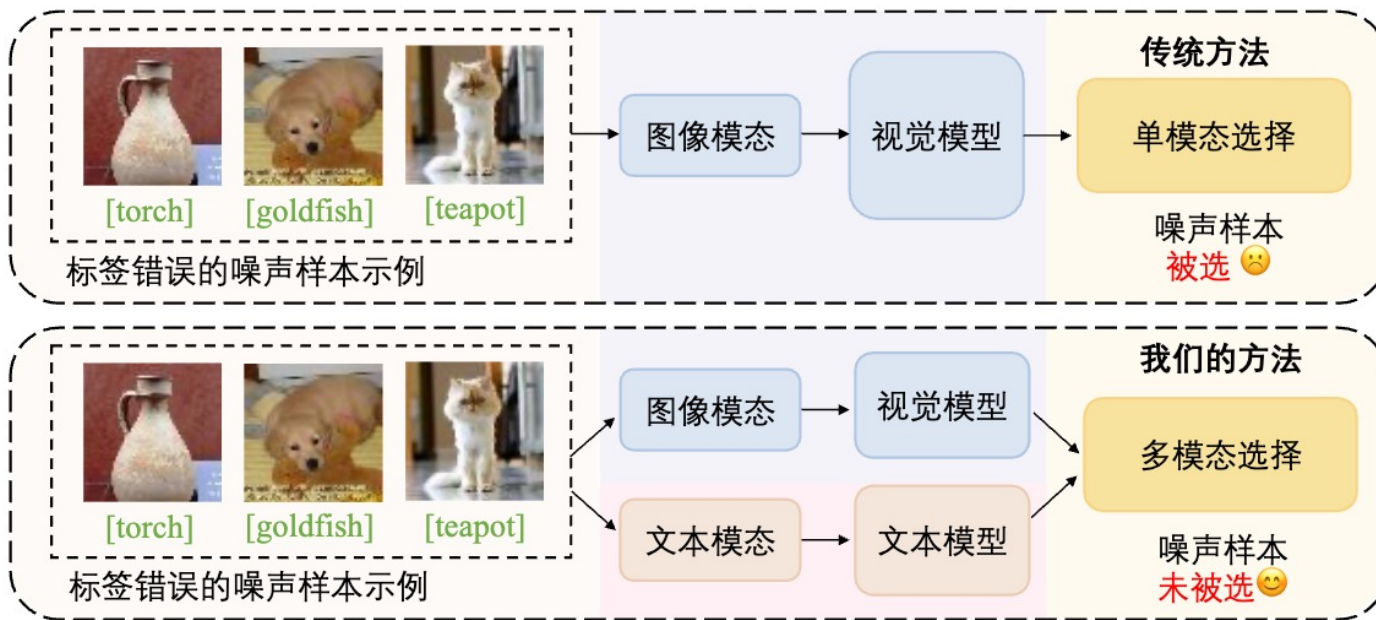 传统方法
图像模态
视觉模型
单模态选择
[torch]
[goldfish]
[teapot]
标签错误的噪声样本示例
噪声样本
被选
我们的方法
图像模态
视觉模型
多模态选择
文本模态
文本模型
[torch]
[goldfish]
[teapot]
标签错误的噪声样本示例
噪声样本
未被选